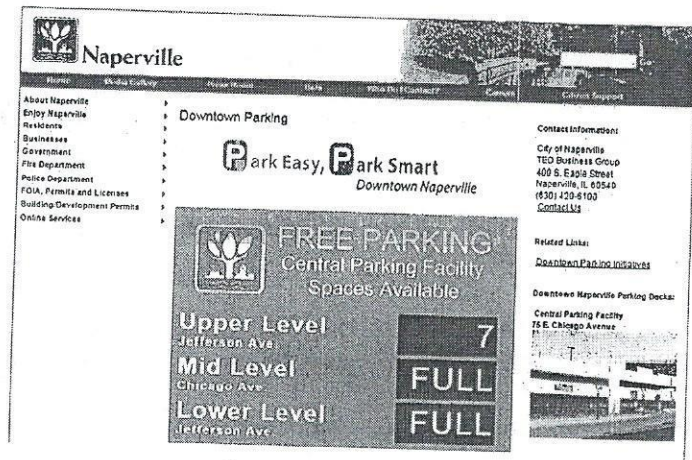 Naperville
Home Media Gallery Press Room Jobs Who Do I Contact? Careers Citizen Support
About Naperville
Enjoy Naperville
Residents
Businesses
Government
Fire Department
Police Department
FOIA, Permits and Licenses
Building/Development Permits
Online Services
Downtown Parking
Park Easy, Park Smart
Downtown Naperville
FREE PARKING
Central Parking Facility
Spaces Available
Upper Level 7
Jefferson Ave
Mid Level FULL
Chicago Ave
Lower Level FULL
Jefferson Ave
Contact Information:
City of Naperville
TED Business Group
400 S. Eagle Street
Naperville, IL 60540
(630) 420-6100
Contact Us
Related Links:
Downtown Parking Initiatives
Downtown Naperville Parking Decks:
Central Parking Facility
75 E. Chicago Avenue